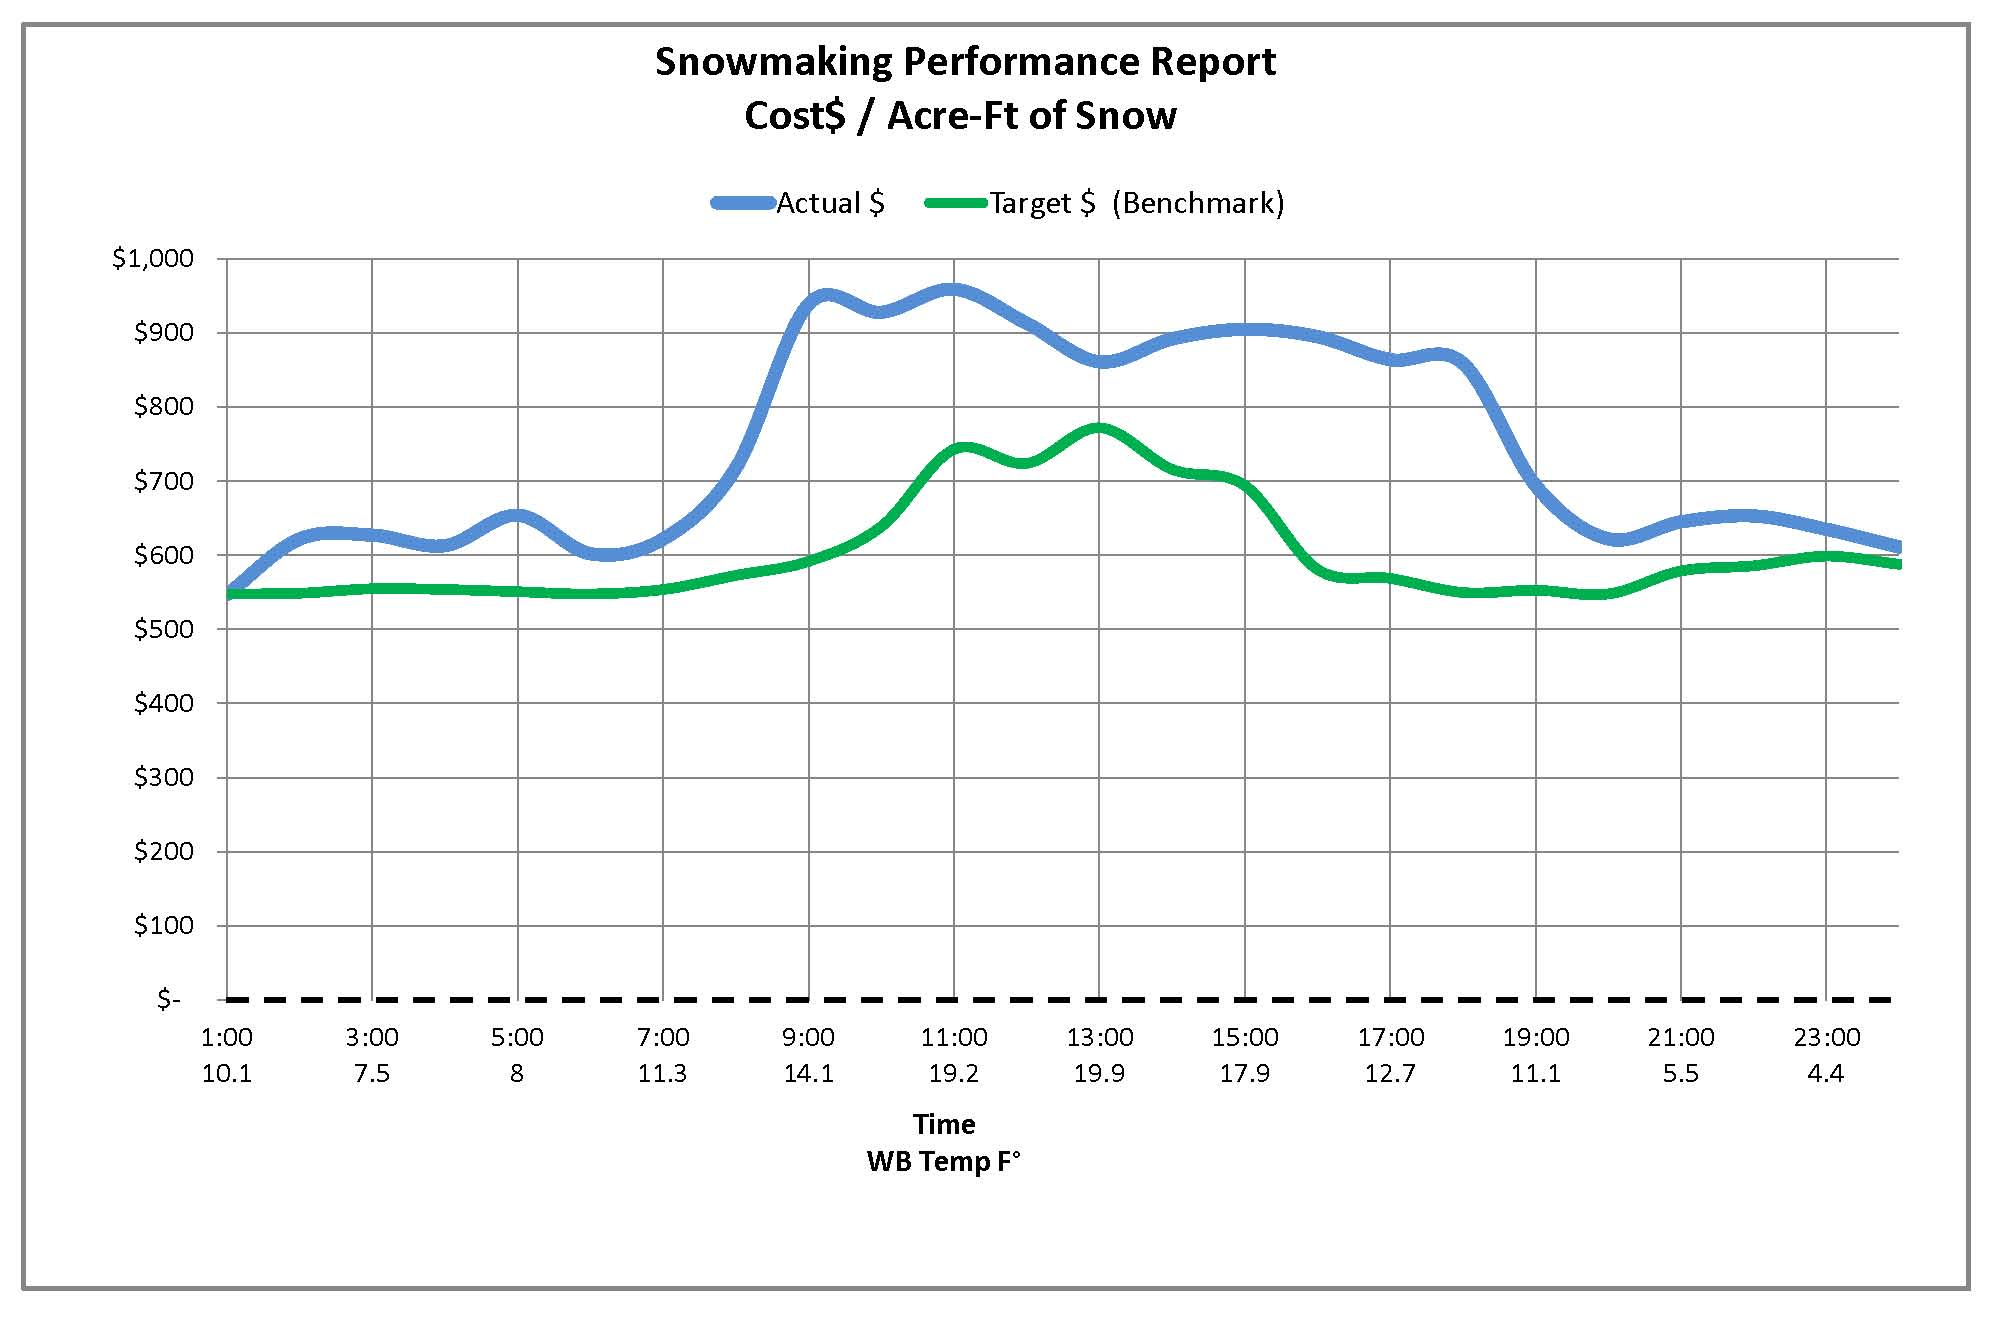 Snowmaking Performance Report
Cost$ / Acre-Ft of Snow
Actual $ Target $ (Benchmark)
$1,000
$900
$800
$700
$600
$500
$400
$300
$200
$100
$-
1:00 3:00 5:00 7:00 9:00 11:00 13:00 15:00 17:00 19:00 21:00 23:00
10.1 7.5 8 11.3 14.1 19.2 19.9 17.9 12.7 11.1 5.5 4.4
Time
WB Temp F°